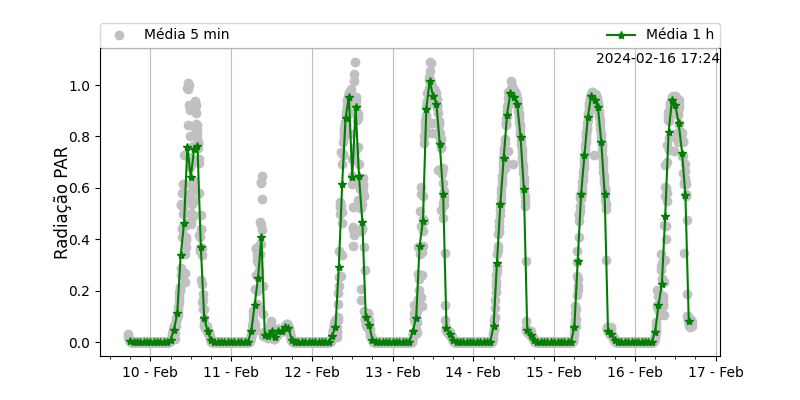 Média 5 min
Média 1 h
2024-02-16 17:24
Radiação PAR
1.0
0.8
0.6
0.4
0.2
0.0
10 - Feb
11 - Feb
12 - Feb
13 - Feb
14 - Feb
15 - Feb
16 - Feb
17 - Feb